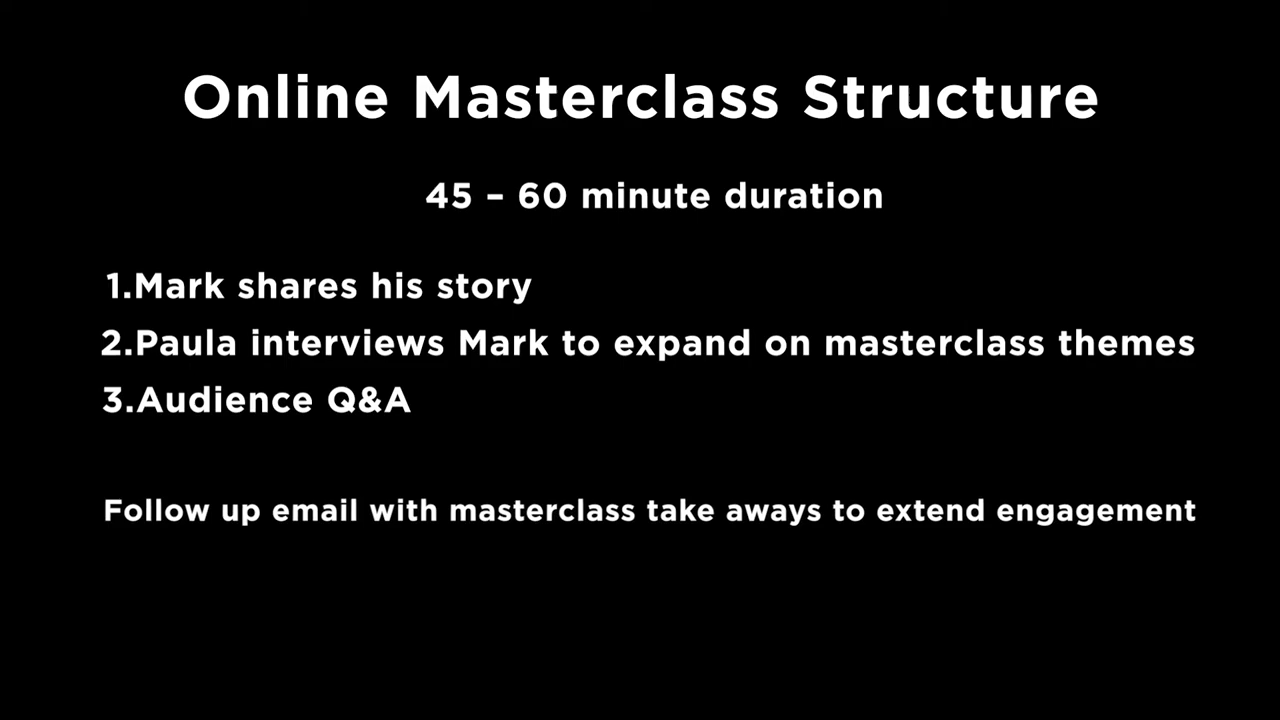 Online Masterclass Structure
45 – 60 minute duration
1.Mark shares his story
2.Paula interviews Mark to expand on masterclass themes
3.Audience Q&A
Follow up email with masterclass take aways to extend engagement